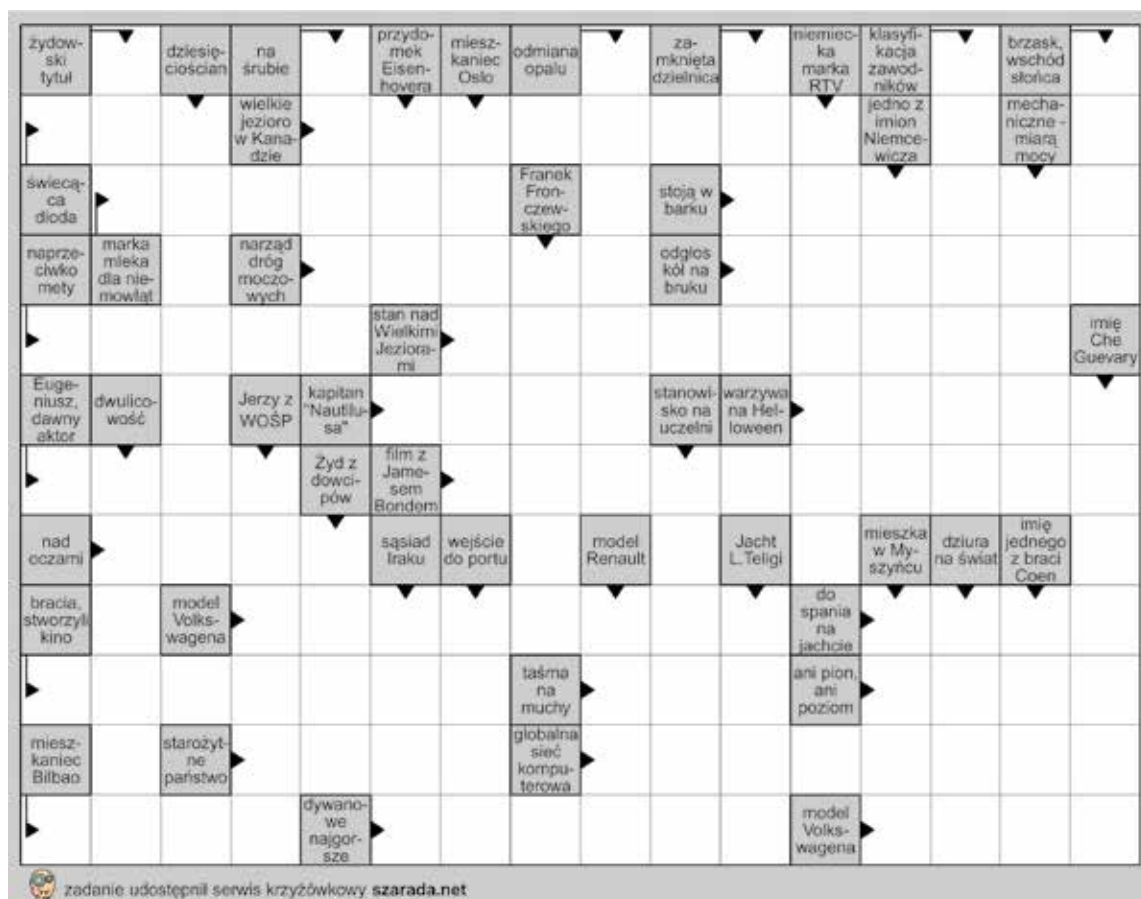 żydow-
ski
tytuł
dziesię-
ciościan
na
śrubie
przydo-
mek
Eisen-
hovera
miesz-
kaniec
Oslo
odmiana
opalu
za-
mknięta
dzielnica
niemiec-
ka
marka
RTV
klasyfi-
kacja
zawod-
ników
brzask,
wschód
słońca
wielkie
jezioro
w Kana-
dzie
jedno z
imion
Niemce-
wicza
mecha-
niczne -
miarą
mocy
świecą-
ca
dioda
Franek
Fron-
czew-
skiego
stoją w
barku
naprze-
ciwko
mety
marka
mleka
dla nie-
mowląt
narząd
dróg
moczo-
wych
odgłos
kół na
bruku
stan nad
Wielkimi
Jeziora-
mi
imię
Che
Guevary
Euge-
niusz,
dawny
aktor
dwulico-
wość
Jerzy z
WOŚP
kapitan
"Nautilu-
sa"
stanowi-
sko na
uczelni
warzywa
na Hel-
loween
Żyd z
dowci-
pów
film z
Jame-
sem
Bondem
nad
oczami
sąsiad
Iraku
wejście
do portu
model
Renault
Jacht
L.Teligi
mieszka
w My-
szyńcu
dziura
na świat
imię
jednego
z braci
Coen
bracia,
stworzyli
kino
model
Volks-
wagena
do
spania
na
jachcie
taśma
na
muchy
ani pion,
ani
poziom
miesz-
kaniec
Bilbao
starożyt-
ne
państwo
globalna
sieć
kompu-
terowa
dywano-
we
najgor-
sze
model
Volks-
wagena
zadanie udostępnił serwis krzyżówkowy szarada.net